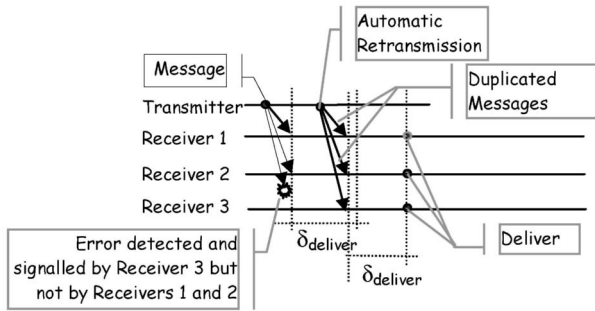 Automatic
Retransmission
Message
Duplicated
Messages
Transmitter
Receiver 1
Receiver 2
Receiver 3
Error detected and
signalled by Receiver 3 but
not by Receivers 1 and 2
δdeliver
δdeliver
Deliver